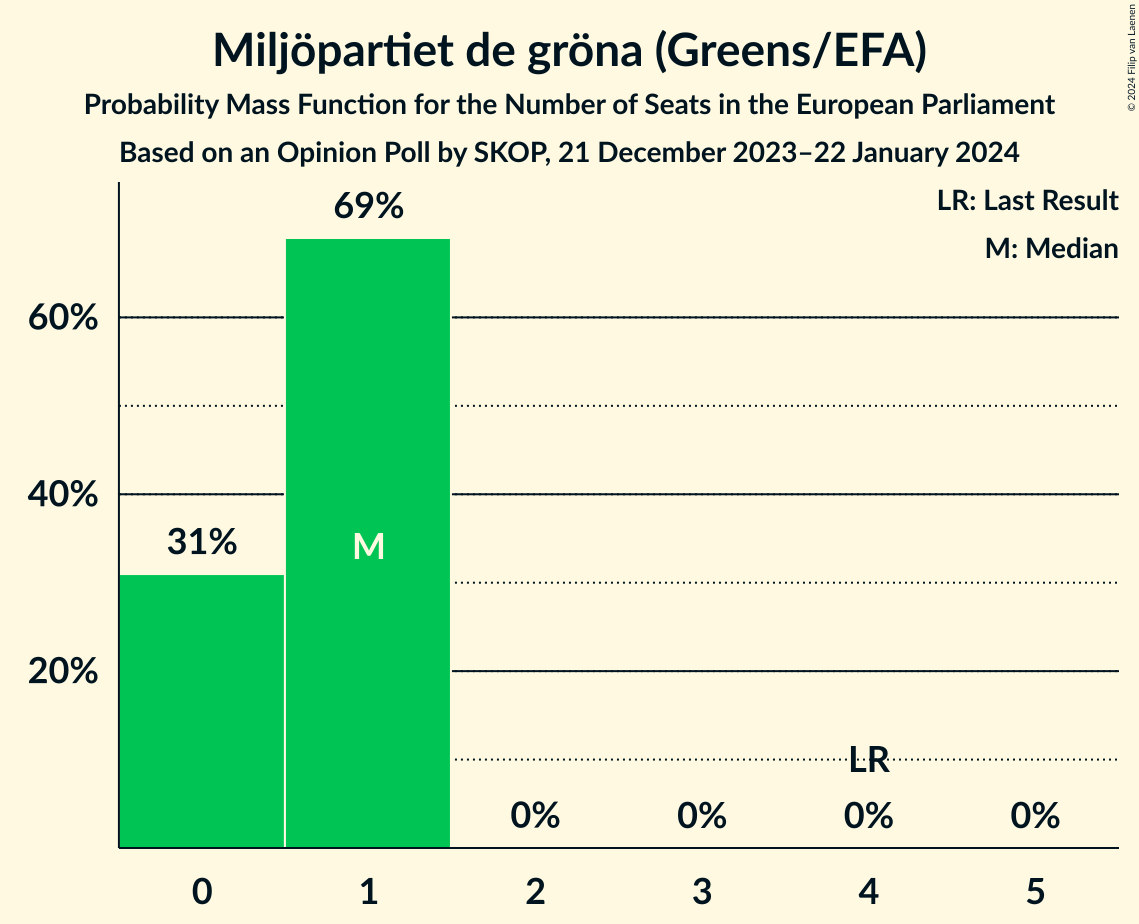 Miljöpartiet de gröna (Greens/EFA)
Probability Mass Function for the Number of Seats in the European Parliament
Based on an Opinion Poll by SKOP, 21 December 2023–22 January 2024
© 2024 Filip van Laenen
LR: Last Result
M: Median
69%
60%
40%
31%
M
20%
LR
0%
0%
0%
0%
0
1
2
3
4
5